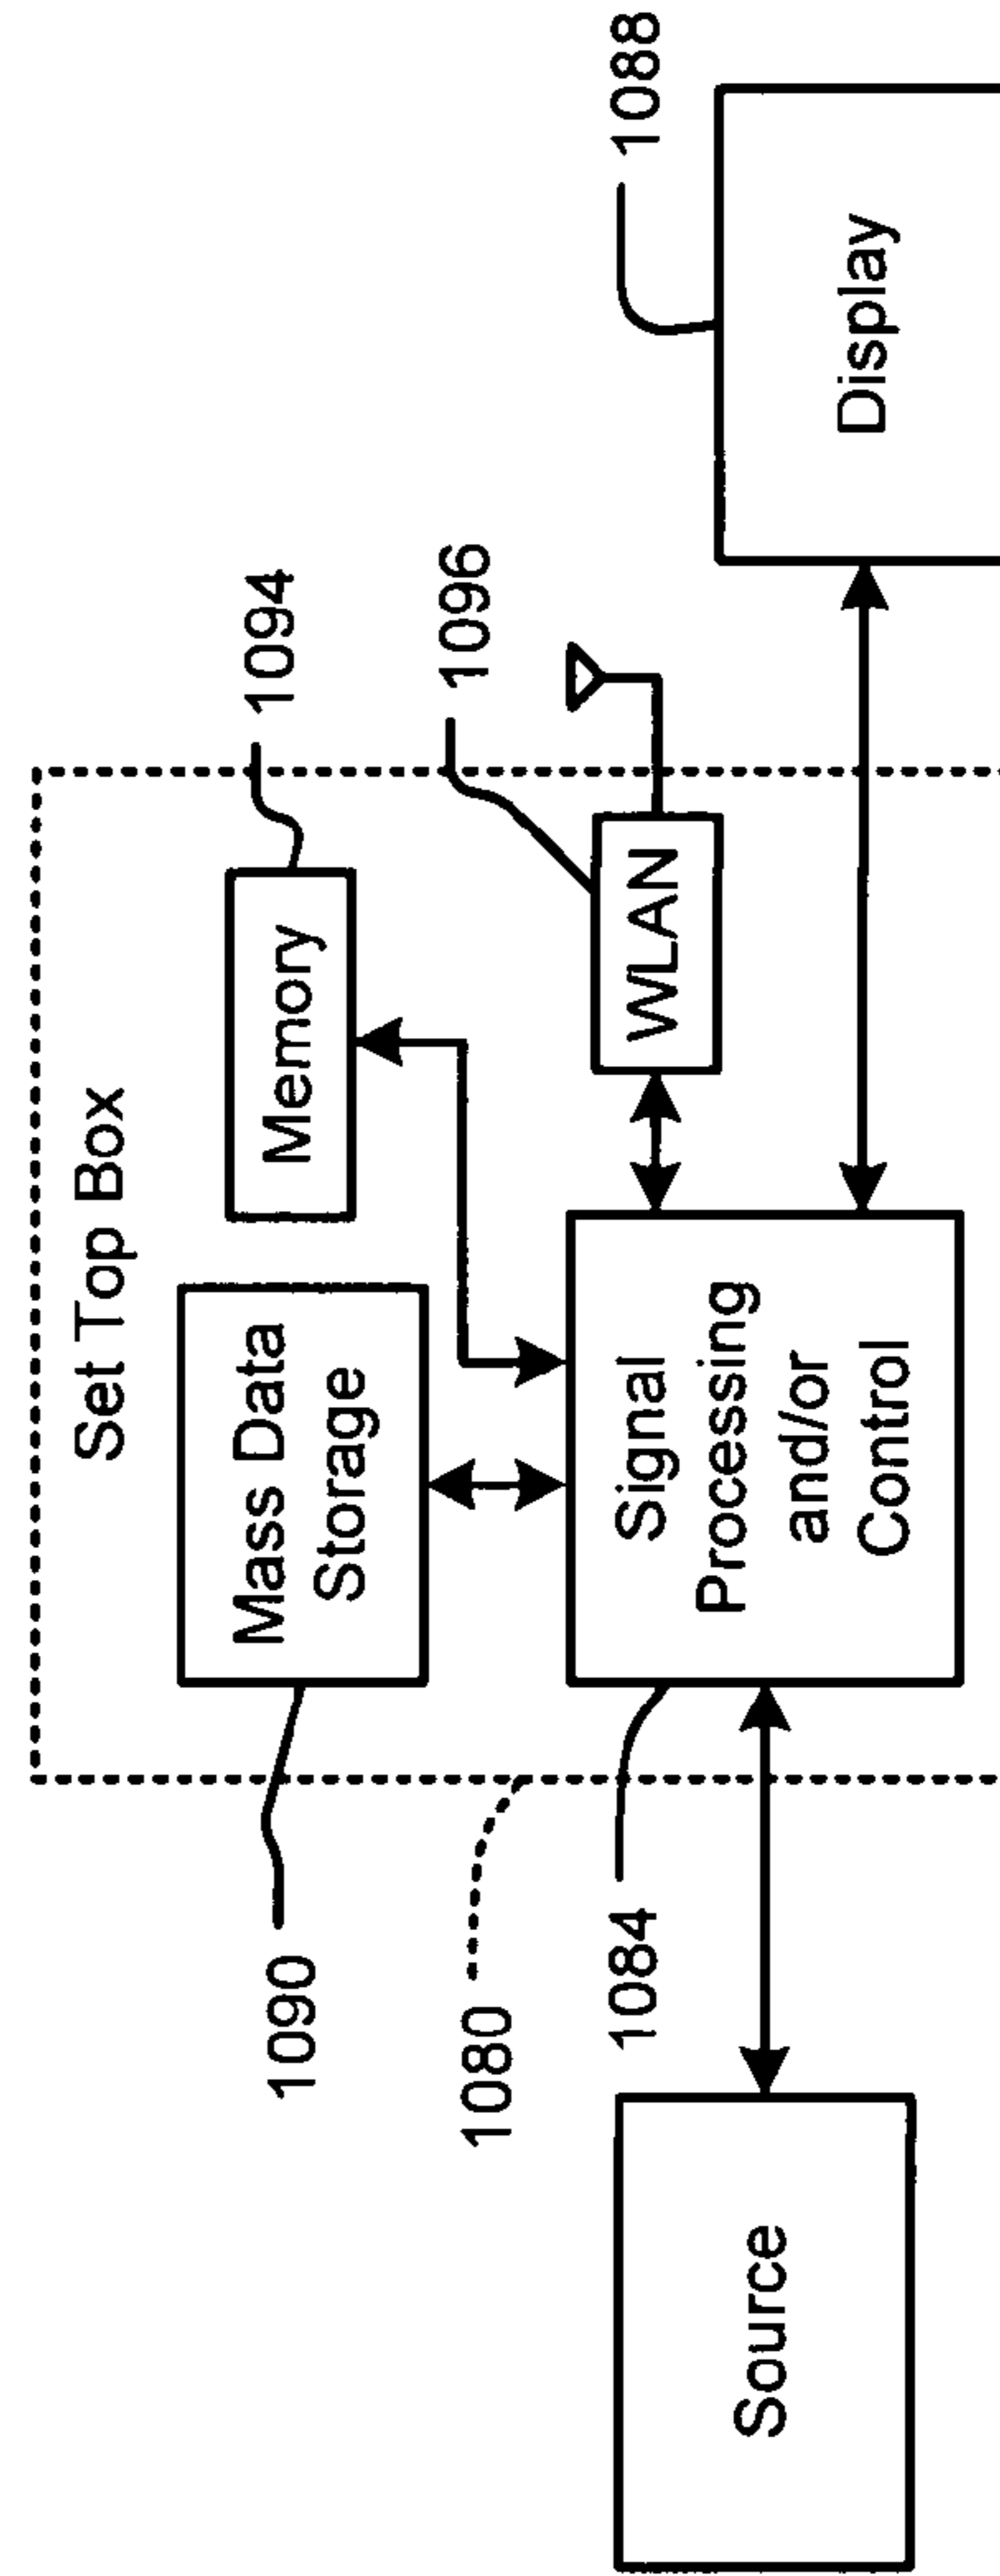 Set Top Box
1090
Mass Data
Storage
Memory
1094
1080
1096
WLAN
1084
Signal
Processing
and/or
Control
1088
Source
Display